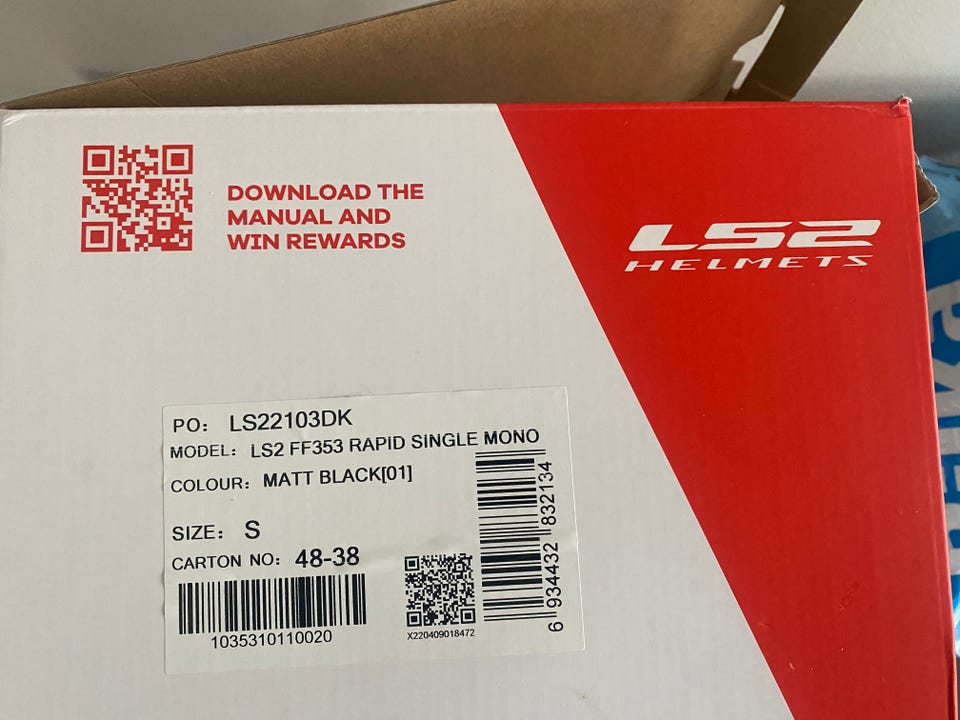 DOWNLOAD THE
MANUAL AND
WIN REWARDS
LS2
HELMETS
PO: LS22103DK
MODEL: LS2 FF353 RAPID SINGLE MONO
COLOUR: MATT BLACK[01]
SIZE: S
CARTON NO: 48-38
1035310110020
X220409018472
6 934432 832134